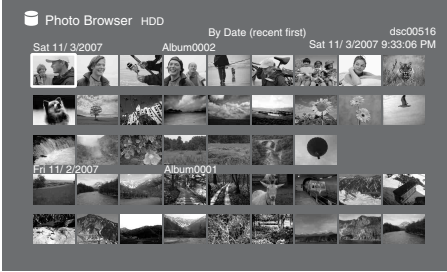 Photo Browser HDD
By Date (recent first)
dsc00516
Sat 11/ 3/2007
Album0002
Sat 11/ 3/2007 9:33:06 PM
Fri 11/ 2/2007
Album0001